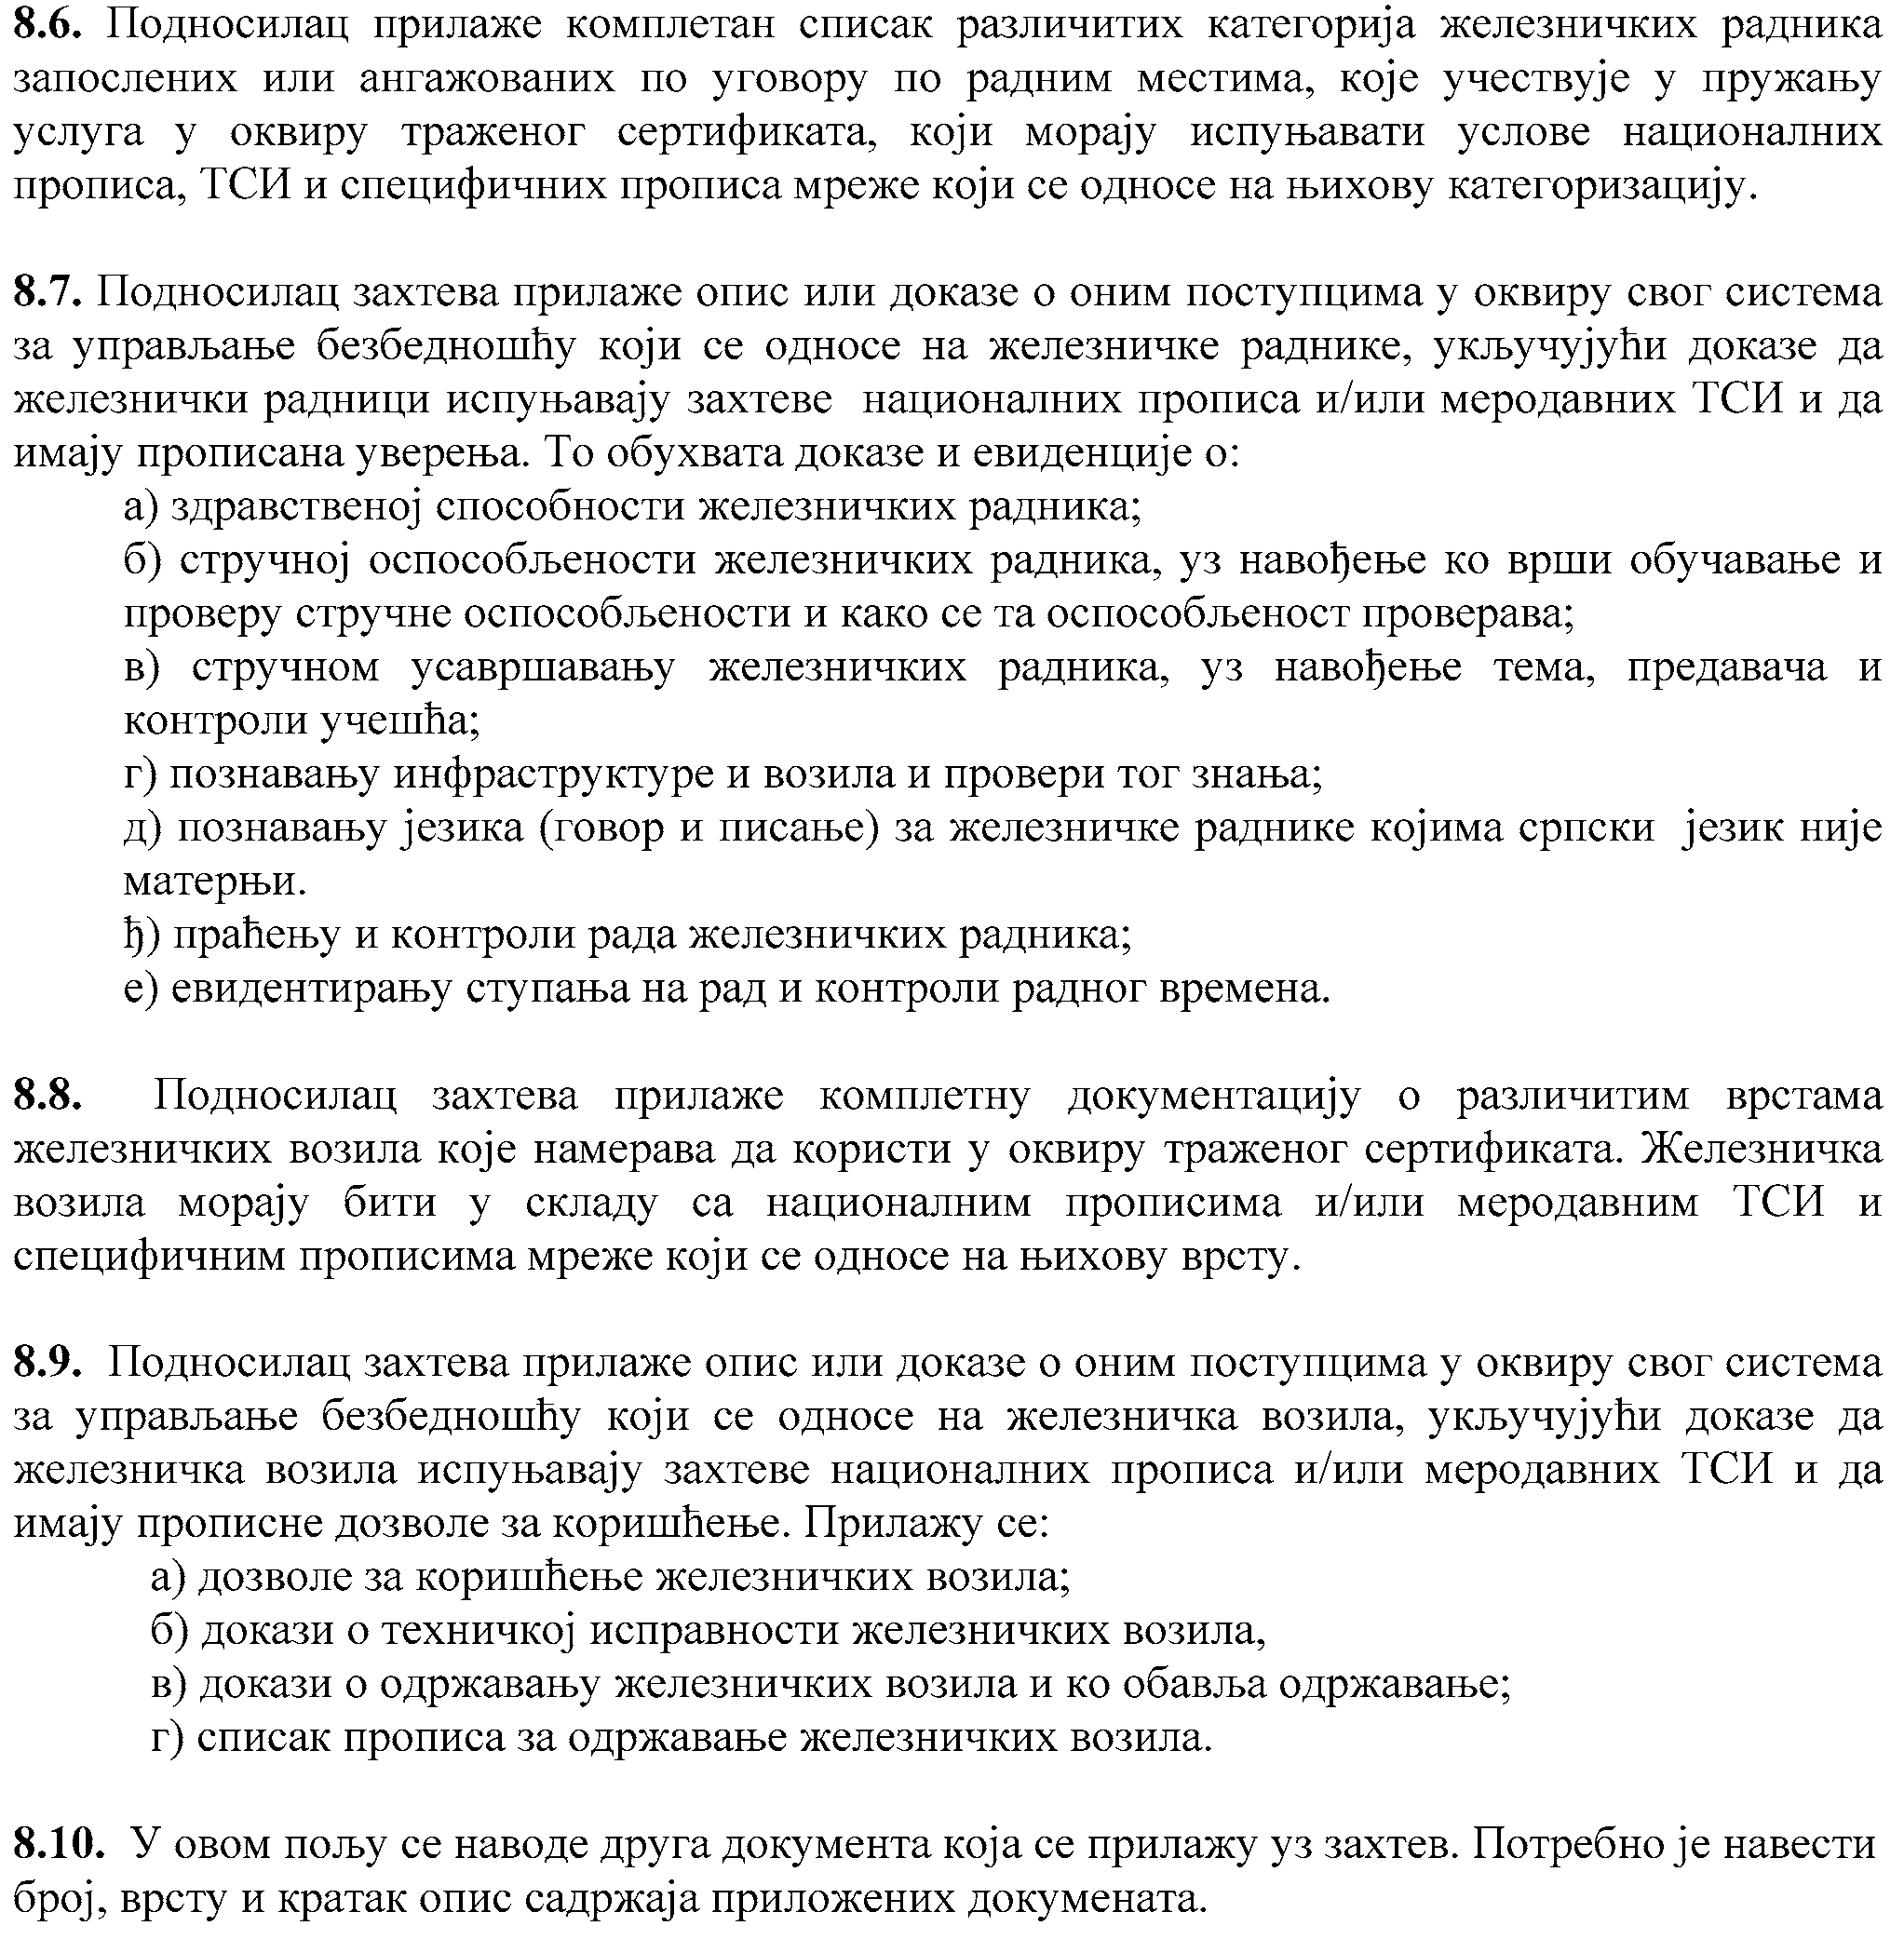 8.6. Подносилац прилаже комплетан списак различитих категорија железничких радника
запослених или ангажованих по уговору по радним местима, које учествује у пружању
услуга у оквиру траженог сертификата, који морају испуњавати услове националних
прописа, ТСИ и специфичних прописа мреже који се односе на њихову категоризацију.
8.7. Подносилац захтева прилаже опис или доказе о оним поступцима у оквиру свог система
за управљање безбедношћу који се односе на железничке раднике, укључујући доказе да
железнички радници испуњавају захтеве националних прописа и/или меродавних ТСИ и да
имају прописана уверења. То обухвата доказе и евиденције о:
а) здравственој способности железничких радника;
б) стручној оспособљености железничких радника, уз навођење ко врши обучавање и
проверу стручне оспособљености и како се та оспособљеност проверава;
в) стручном усавршавању железничких радника, уз навођење тема, предавача и
контроли учешћа;
г) познавању инфраструктуре и возила и провери тог знања;
д) познавању језика (говор и писање) за железничке раднике којима српски језик није
матерњи.
ђ) праћењу и контроли рада железничких радника;
е) евидентирању ступања на рад и контроли радног времена.
8.8. Подносилац захтева прилаже комплетну документацију о различитим врстама
железничких возила које намерава да користи у оквиру траженог сертификата. Железничка
возила морају бити у складу са националним прописима и/или меродавним ТСИ и
специфичним прописима мреже који се односе на њихову врсту.
8.9. Подносилац захтева прилаже опис или доказе о оним поступцима у оквиру свог система
за управљање безбедношћу који се односе на железничка возила, укључујући доказе да
железничка возила испуњавају захтеве националних прописа и/или меродавних ТСИ и да
имају прописне дозволе за коришћење. Прилажу се:
а) дозволе за коришћење железничких возила;
б) докази о техничкој исправности железничких возила,
в) докази о одржавању железничких возила и ко обавља одржавање;
г) списак прописа за одржавање железничких возила.
8.10. У овом пољу се наводе друга документа која се прилажу уз захтев. Потребно је навести
број, врсту и кратак опис садржаја приложених докумената.